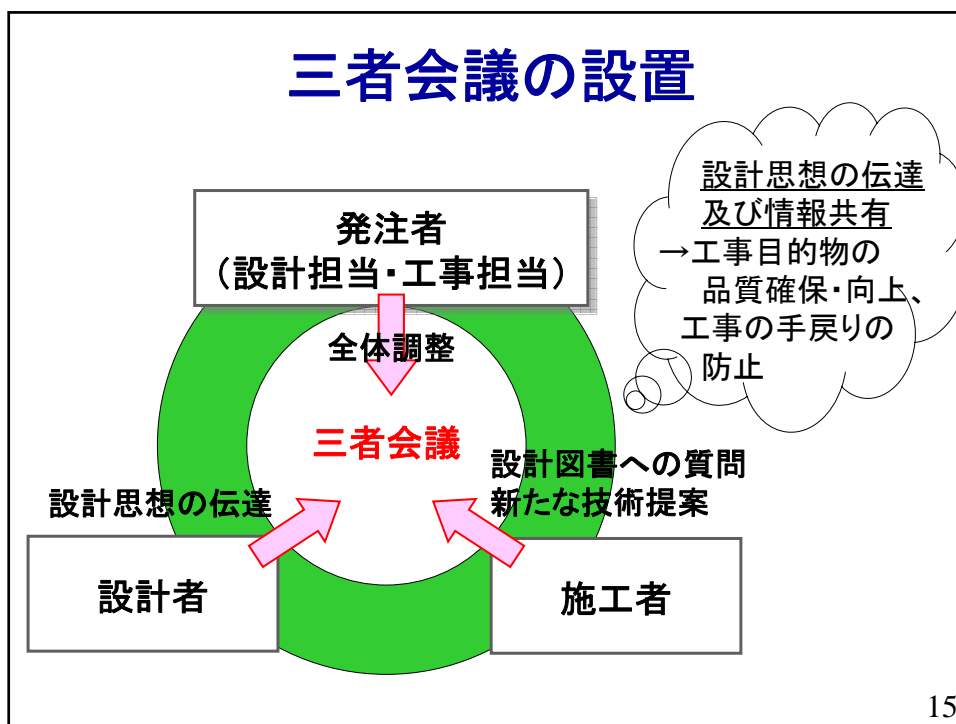 三者会議の設置
発注者
（設計担当・工事担当）
全体調整
三者会議
設計思想の伝達
設計者
設計図書への質問
新たな技術提案
施工者
設計思想の伝達
及び情報共有
→工事目的物の
品質確保・向上、
工事の手戻りの
防止
15